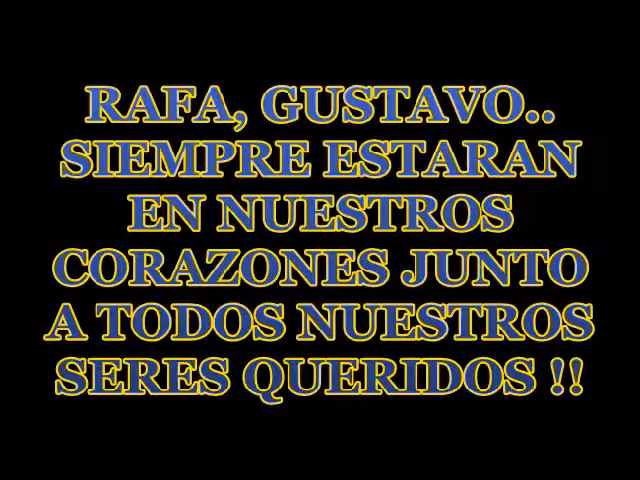 RAFA, GUSTAVO..
SIEMPRE ESTARAN
EN NUESTROS
CORAZONES JUNTO
A TODOS NUESTROS
SERES QUERIDOS !!